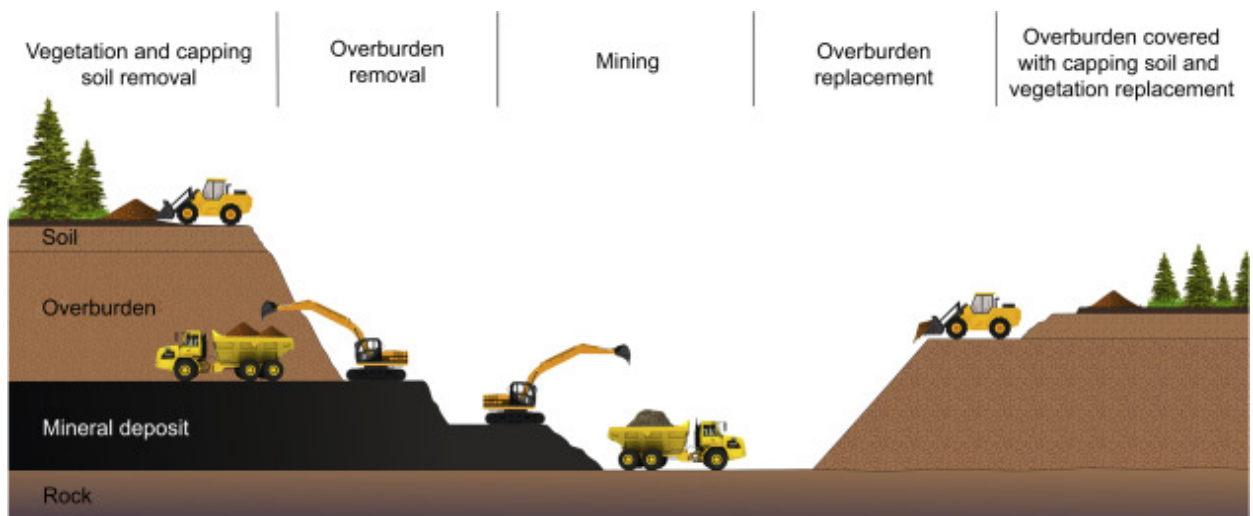 Vegetation and capping
soil removal
Overburden
removal
Mining
Overburden
replacement
Overburden covered
with capping soil and
vegetation replacement
Soil
Overburden
Mineral deposit
Rock